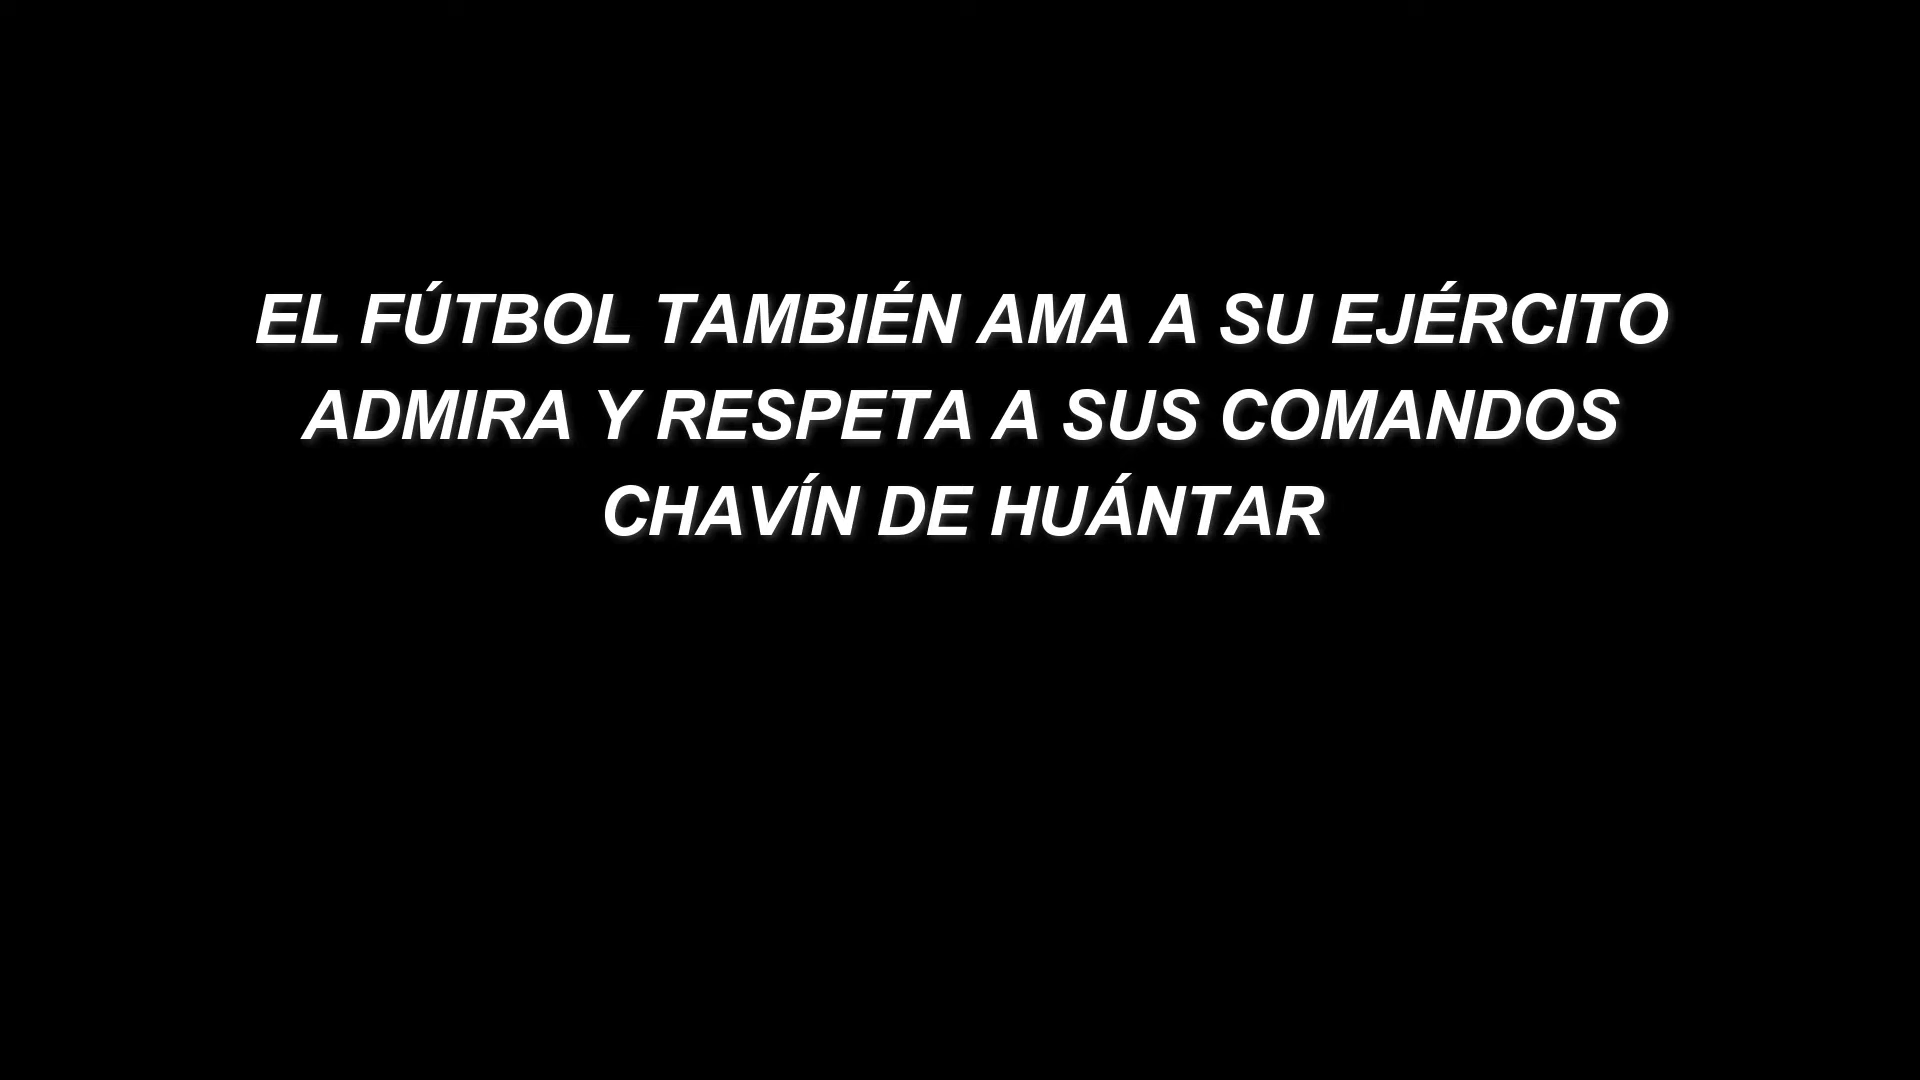 EL FÚTBOL TAMBIÉN AMA A SU EJÉRCITO
ADMIRA Y RESPETA A SUS COMANDOS
CHAVÍN DE HUÁNTAR